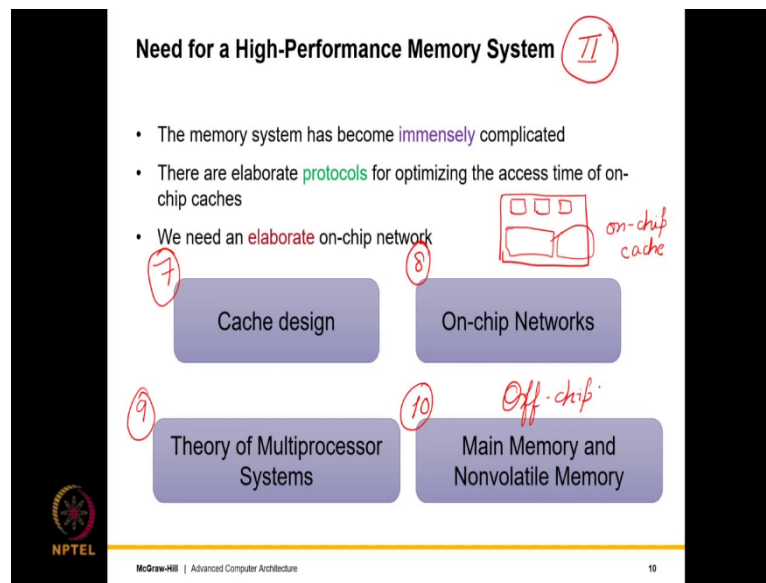 Need for a High-Performance Memory System II
• The memory system has become immensely complicated
• There are elaborate protocols for optimizing the access time of on-
chip caches
• We need an elaborate on-chip network
on-chip
cache
7
Cache design
8
On-chip Networks
9
Theory of Multiprocessor
Systems
10
Off-chip
Main Memory and
Nonvolatile Memory
NPTEL
McGraw-Hill | Advanced Computer Architecture
10